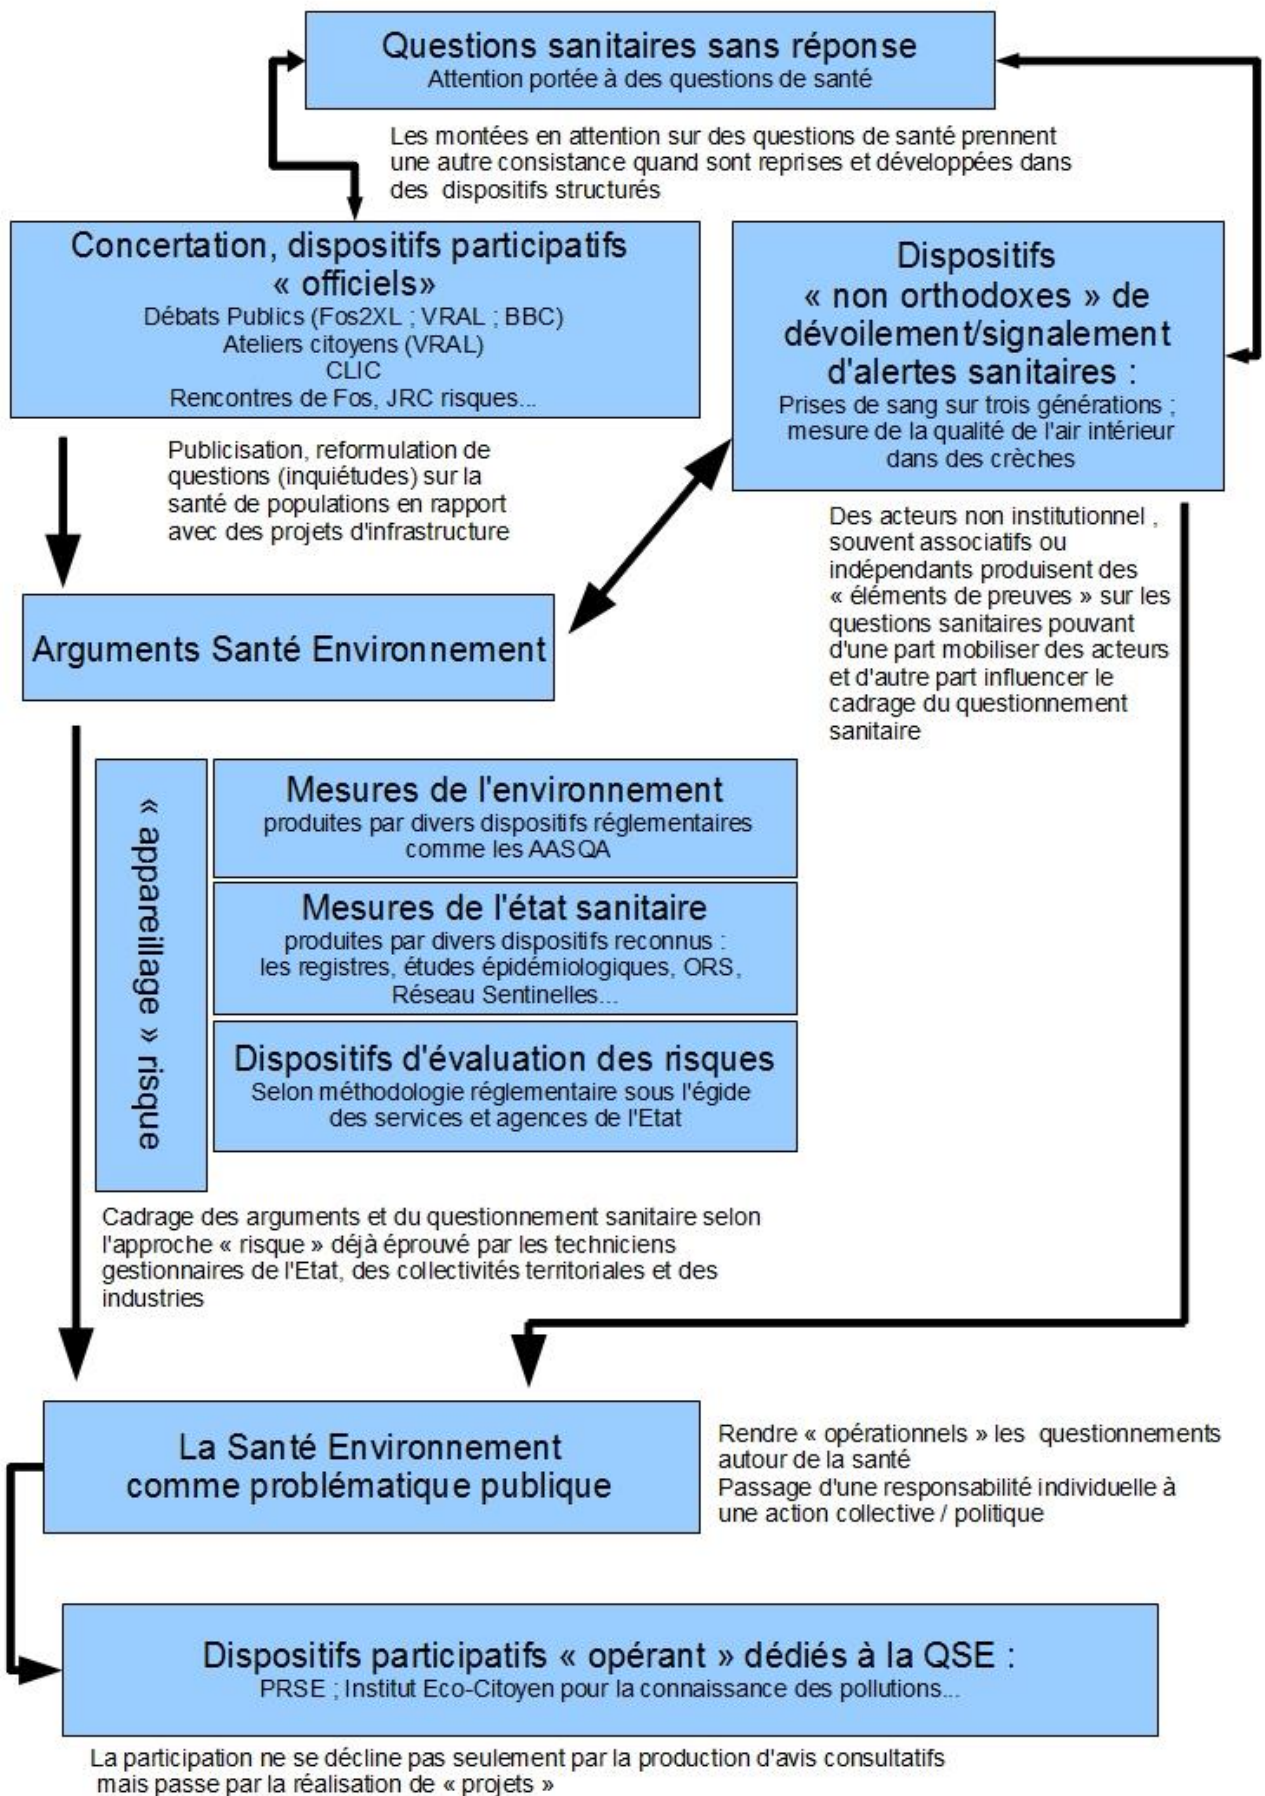 Questions sanitaires sans réponse
Attention portée à des questions de santé
Les montées en attention sur des questions de santé prennent
une autre consistance quand sont reprises et développées dans
des dispositifs structurés
Concertation, dispositifs participatifs
« officiels»
Débats Publics (Fos2XL ; VRAL ; BBC)
Ateliers citoyens (VRAL)
CLIC
Rencontres de Fos, JRC risques...
Dispositifs
« non orthodoxes » de
dévoilement/signalement
d'alertes sanitaires :
Prises de sang sur trois générations ;
mesure de la qualité de l'air intérieur
dans des crèches
Publicisation, reformulation de
questions (inquiétudes) sur la
santé de populations en rapport
avec des projets d'infrastructure
Des acteurs non institutionnel ,
souvent associatifs ou
indépendants produisent des
« éléments de preuves » sur les
questions sanitaires pouvant
d'une part mobiliser des acteurs
et d'autre part influencer le
cadrage du questionnement
sanitaire
Arguments Santé Environnement
« appareillage » risque
Mesures de l'environnement
produites par divers dispositifs réglementaires
comme les AASQA
Mesures de l'état sanitaire
produites par divers dispositifs reconnus :
les registres, études épidémiologiques, ORS,
Réseau Sentinelles...
Dispositifs d'évaluation des risques
Selon méthodologie réglementaire sous l'égide
des services et agences de l'Etat
Cadrage des arguments et du questionnement sanitaire selon
l'approche « risque » déjà éprouvé par les techniciens
gestionnaires de l'Etat, des collectivités territoriales et des
industries
La Santé Environnement
comme problématique publique
Rendre « opérationnels » les questionnements
autour de la santé
Passage d'une responsabilité individuelle à
une action collective / politique
Dispositifs participatifs « opérant » dédiés à la QSE :
PRSE ; Institut Eco-Citoyen pour la connaissance des pollutions...
La participation ne se décline pas seulement par la production d'avis consultatifs
mais passe par la réalisation de « projets »